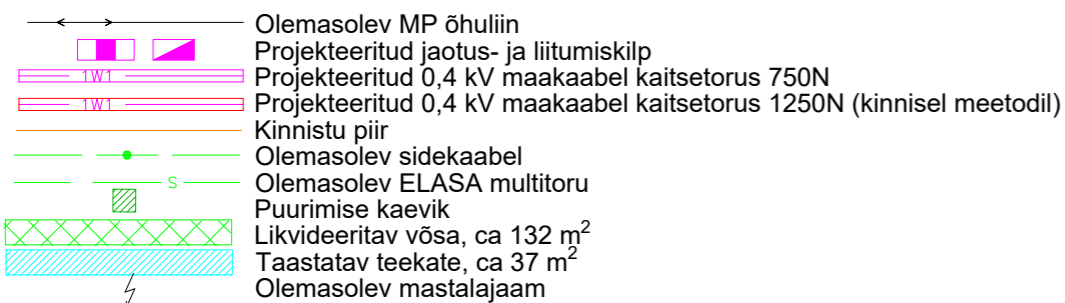 Olemasolev MP õhuliin
Projekteeritud jaotus- ja liitumiskilp
1W1 Projekteeritud 0,4 kV maakaabel kaitsetorus 750N
1W1 Projekteeritud 0,4 kV maakaabel kaitsetorus 1250N (kinnisel meetodil)
Kinnistu piir
Olemasolev sidekaabel
S Olemasolev ELASA multitoru
Puurimise kaevik
Likvideeritav võsa, ca 132 m²
Taastatav teekate, ca 37 m²
Olemasolev mastalajaam